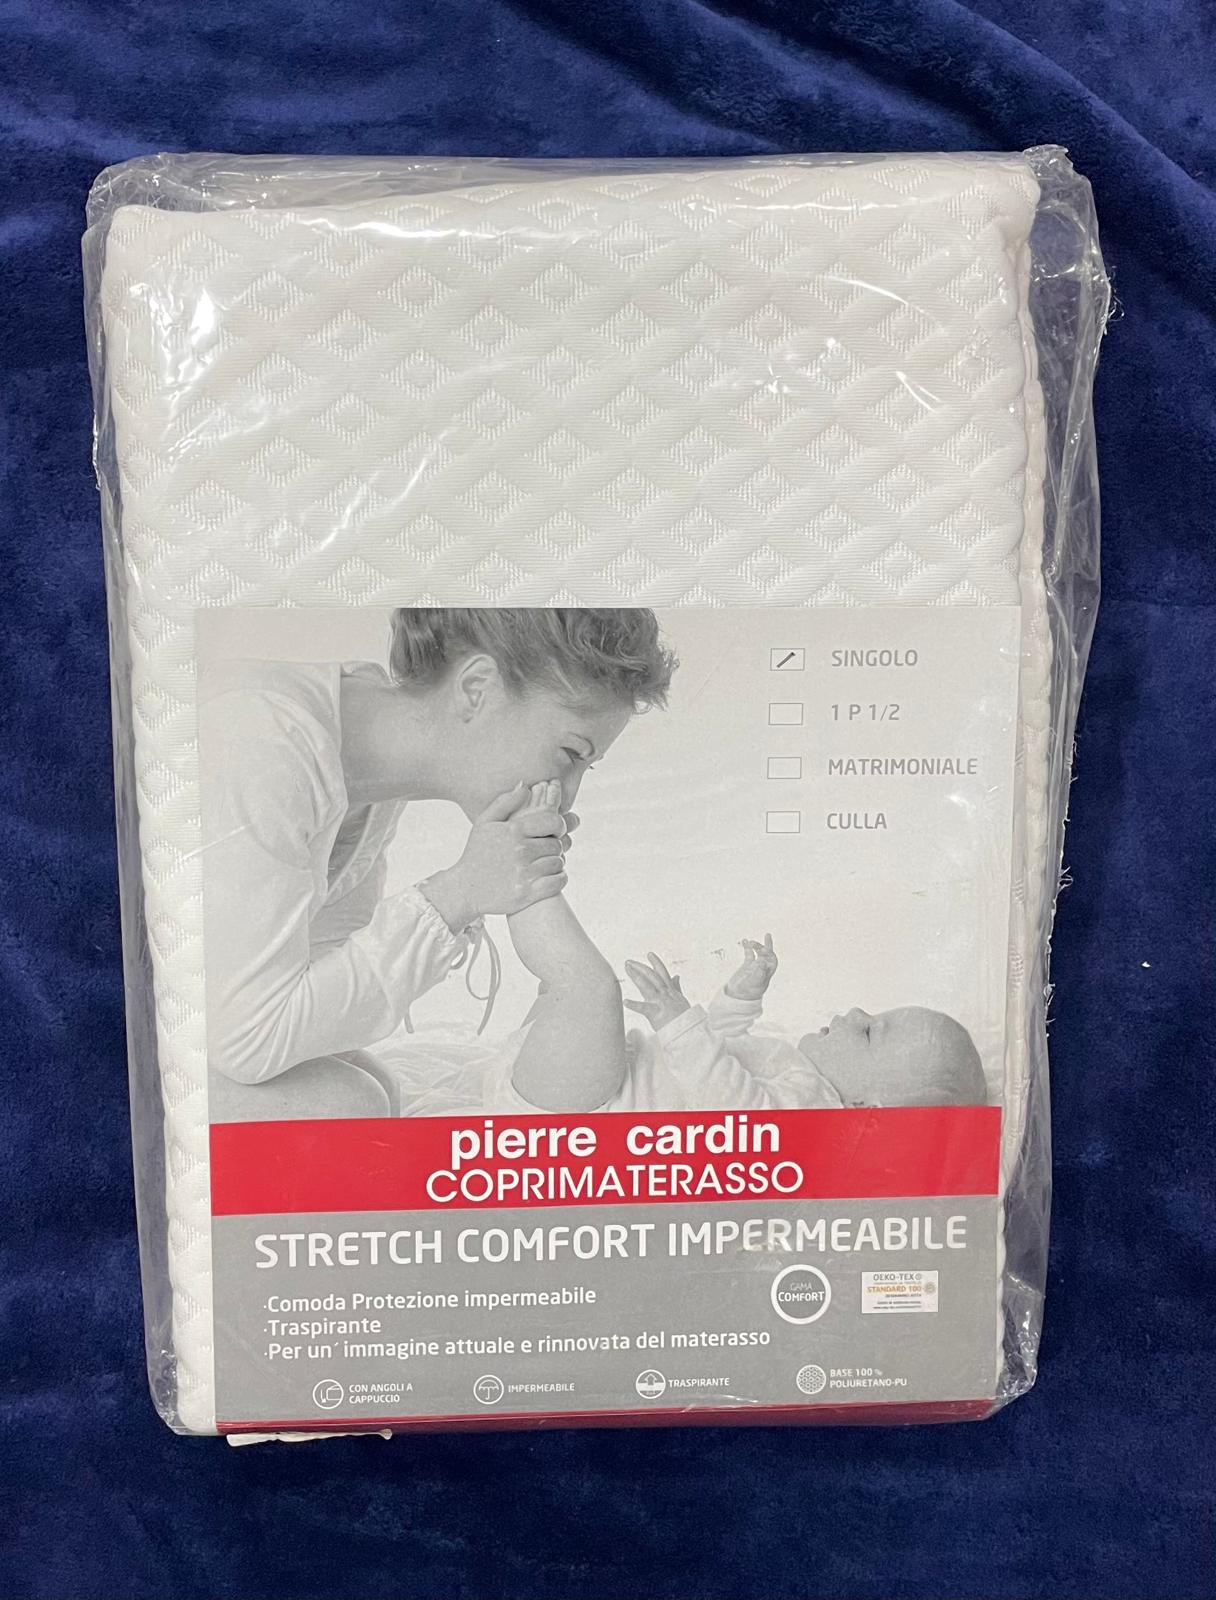 SINGOLO
1 P 1/2
MATRIMONIALE
CULLA
pierre cardin
COPRIMATERASSO
STRETCH COMFORT IMPERMEABILE
·Comoda Protezione impermeabile
·Traspirante
·Per un´ immagine attuale e rinnovata del materasso
GAMA
COMFORT
OEKO-TEX®
STANDARD 100
CON ANGOLI A
CAPPUCCIO
IMPERMEABILE
TRASPIRANTE
BASE 100 %
POLIURETANO-PU